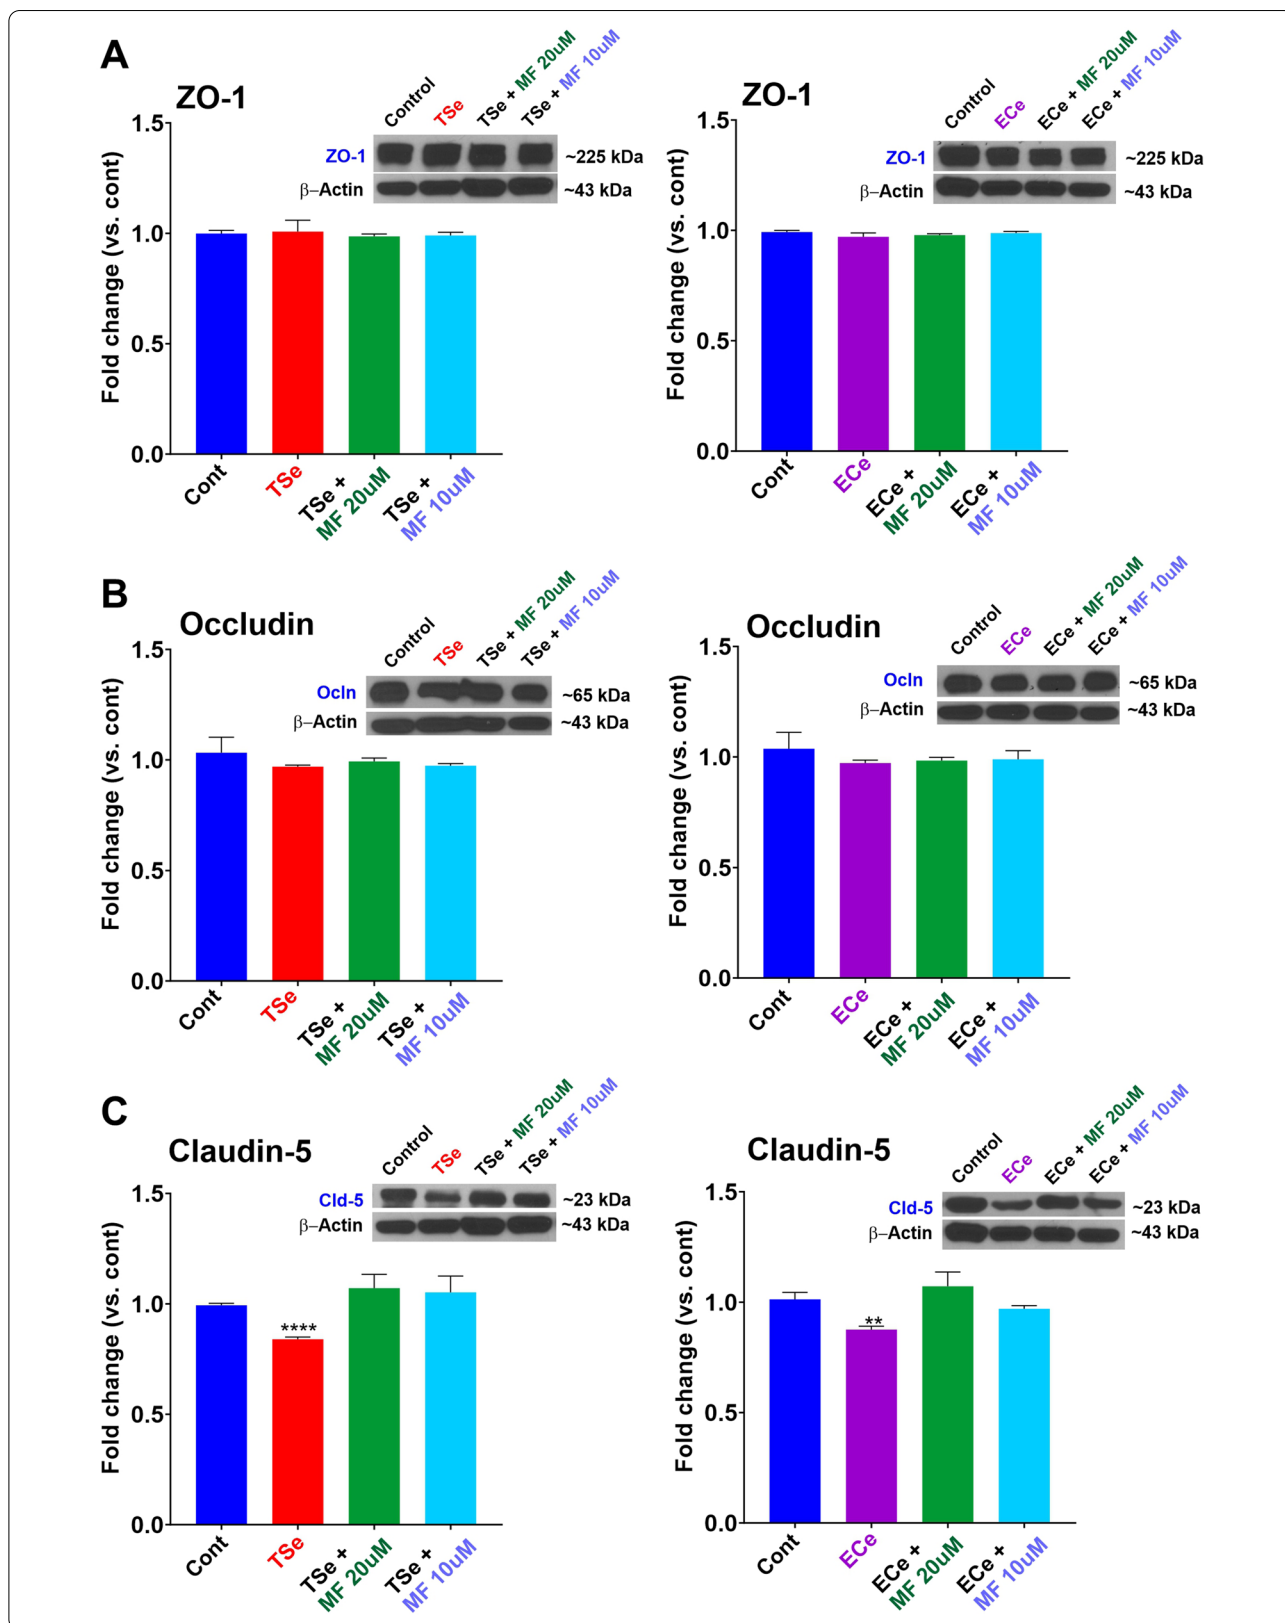 A
ZO-1
Control
TSe
TSe + MF 20uM
TSe + MF 10uM
ZO-1
~225 kDa
β–Actin
~43 kDa
Fold change (vs. cont)
1.5
1.0
0.5
0.0
Cont
TSe
TSe +
MF 20uM
TSe +
MF 10uM
ZO-1
Control
ECe
ECe + MF 20uM
ECe + MF 10uM
ZO-1
~225 kDa
β–Actin
~43 kDa
Fold change (vs. cont)
1.5
1.0
0.5
0.0
Cont
ECe
ECe +
MF 20uM
ECe +
MF 10uM
B
Occludin
Control
TSe
TSe + MF 20uM
TSe + MF 10uM
Ocln
~65 kDa
β–Actin
~43 kDa
Fold change (vs. cont)
1.5
1.0
0.5
0.0
Cont
TSe
TSe +
MF 20uM
TSe +
MF 10uM
Occludin
Control
ECe
ECe + MF 20uM
ECe + MF 10uM
Ocln
~65 kDa
β–Actin
~43 kDa
Fold change (vs. cont)
1.5
1.0
0.5
0.0
Cont
ECe
ECe +
MF 20uM
ECe +
MF 10uM
C
Claudin-5
Control
TSe
TSe + MF 20uM
TSe + MF 10uM
Cld-5
~23 kDa
β–Actin
~43 kDa
Fold change (vs. cont)
1.5
1.0
0.5
0.0
****
Cont
TSe
TSe +
MF 20uM
TSe +
MF 10uM
Claudin-5
Control
ECe
ECe + MF 20uM
ECe + MF 10uM
Cld-5
~23 kDa
β–Actin
~43 kDa
Fold change (vs. cont)
1.5
1.0
0.5
0.0
**
Cont
ECe
ECe +
MF 20uM
ECe +
MF 10uM